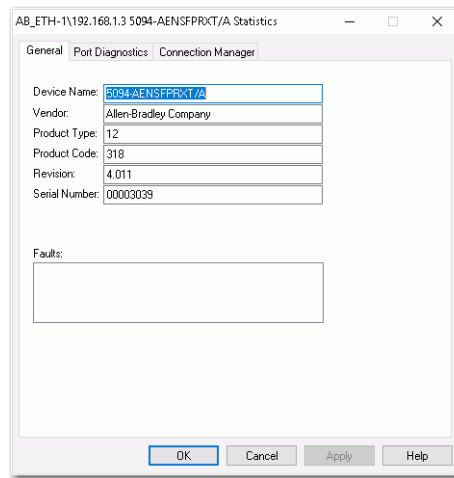 AB_ETH-1\192.168.1.3 5094-AENSFPRXT/A Statistics
General Port Diagnostics Connection Manager
Device Name: 5094-AENSFPRXT/A
Vendor: Allen-Bradley Company
Product Type: 12
Product Code: 318
Revision: 4.011
Serial Number: 00003039
Faults:
OK Cancel Apply Help